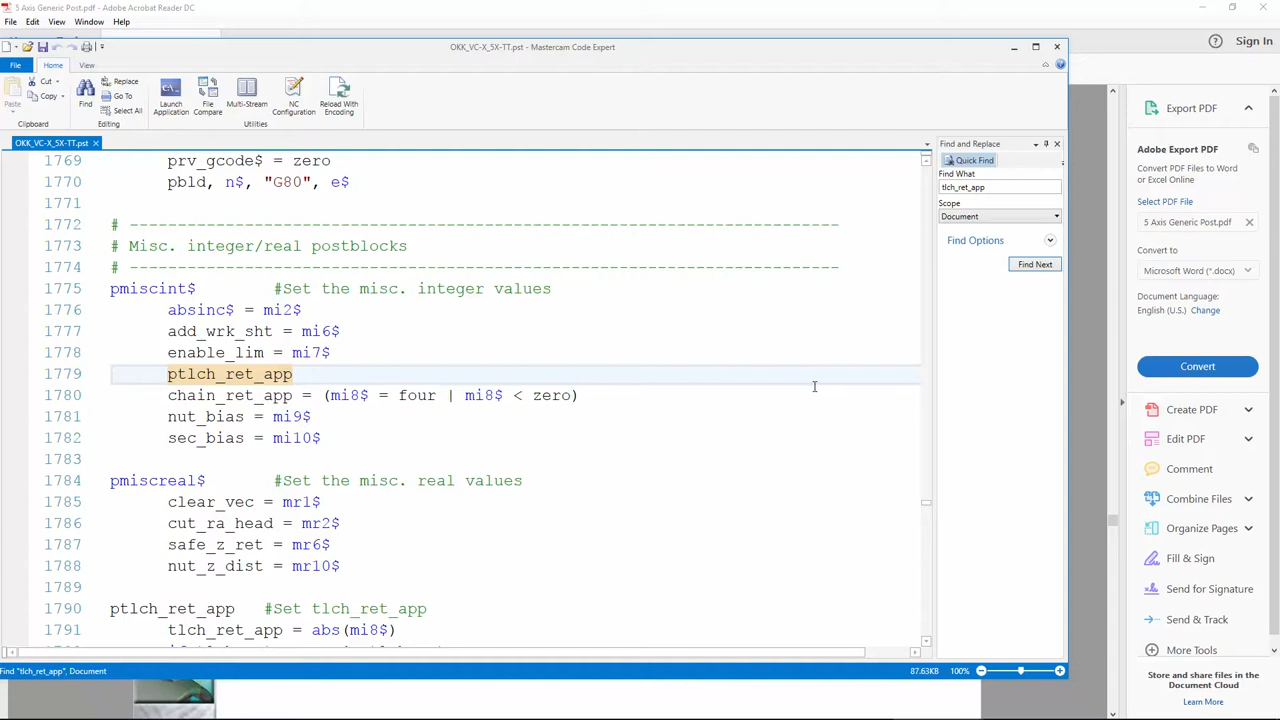 5 Axis Generic Post.pdf - Adobe Acrobat Reader DC
File Edit View Window Help
Sign In
OKK_VC-X_5X-TT.pst - Mastercam Code Expert
File Home View
Paste
Cut
Copy
Clipboard
Find
Replace
Go To
Select All
Editing
Launch Application
File Compare
Multi-Stream
NC Configuration
Reload With Encoding
Utilities
OKK_VC-X_5X-TT.pst
1769 prv_gcode$ = zero
1770 pbld, n$, "G80", e$
1771
1772 # --------------------------------------------------------------------------
1773 # Misc. integer/real postblocks
1774 # --------------------------------------------------------------------------
1775 pmiscint$ #Set the misc. integer values
1776 absinc$ = mi2$
1777 add_wrk_sht = mi6$
1778 enable_lim = mi7$
1779 ptlch_ret_app
1780 chain_ret_app = (mi8$ = four | mi8$ < zero)
1781 nut_bias = mi9$
1782 sec_bias = mi10$
1783
1784 pmiscreal$ #Set the misc. real values
1785 clear_vec = mr1$
1786 cut_ra_head = mr2$
1787 safe_z_ret = mr6$
1788 nut_z_dist = mr10$
1789
1790 ptlch_ret_app #Set tlch_ret_app
1791 tlch_ret_app = abs(mi8$)
Find "tlch_ret_app", Document
87.63KB 100%
Find and Replace
Quick Find
Find What
tlch_ret_app
Scope
Document
Find Options
Find Next
Export PDF
Adobe Export PDF
Convert PDF Files to Word
or Excel Online
Select PDF File
5 Axis Generic Post.pdf
Convert to
Microsoft Word (*.docx)
Document Language:
English (U.S.) Change
Convert
Create PDF
Edit PDF
Comment
Combine Files
Organize Pages
Fill & Sign
Send for Signature
Send & Track
More Tools
Store and share files in the
Document Cloud
Learn More